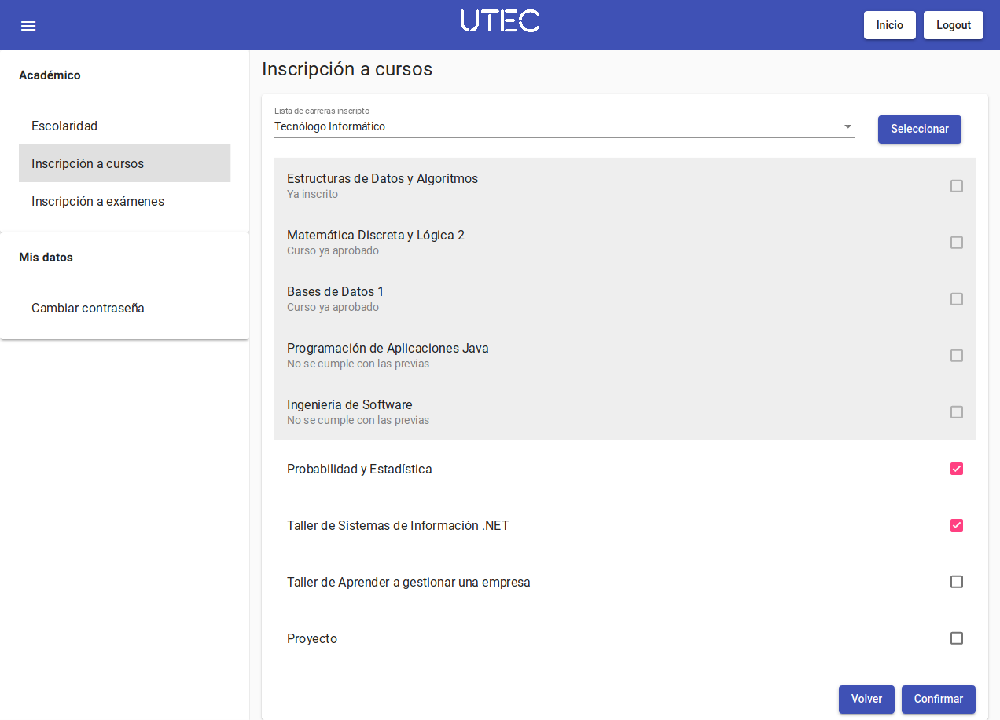 UTEC
Inicio
Logout
Académico
Escolaridad
Inscripción a cursos
Inscripción a exámenes
Mis datos
Cambiar contraseña
Inscripción a cursos
Lista de carreras inscripto
Tecnólogo Informático
Seleccionar
Estructuras de Datos y Algoritmos
Ya inscrito
Matemática Discreta y Lógica 2
Curso ya aprobado
Bases de Datos 1
Curso ya aprobado
Programación de Aplicaciones Java
No se cumple con las previas
Ingeniería de Software
No se cumple con las previas
Probabilidad y Estadística
Taller de Sistemas de Información .NET
Taller de Aprender a gestionar una empresa
Proyecto
Volver
Confirmar